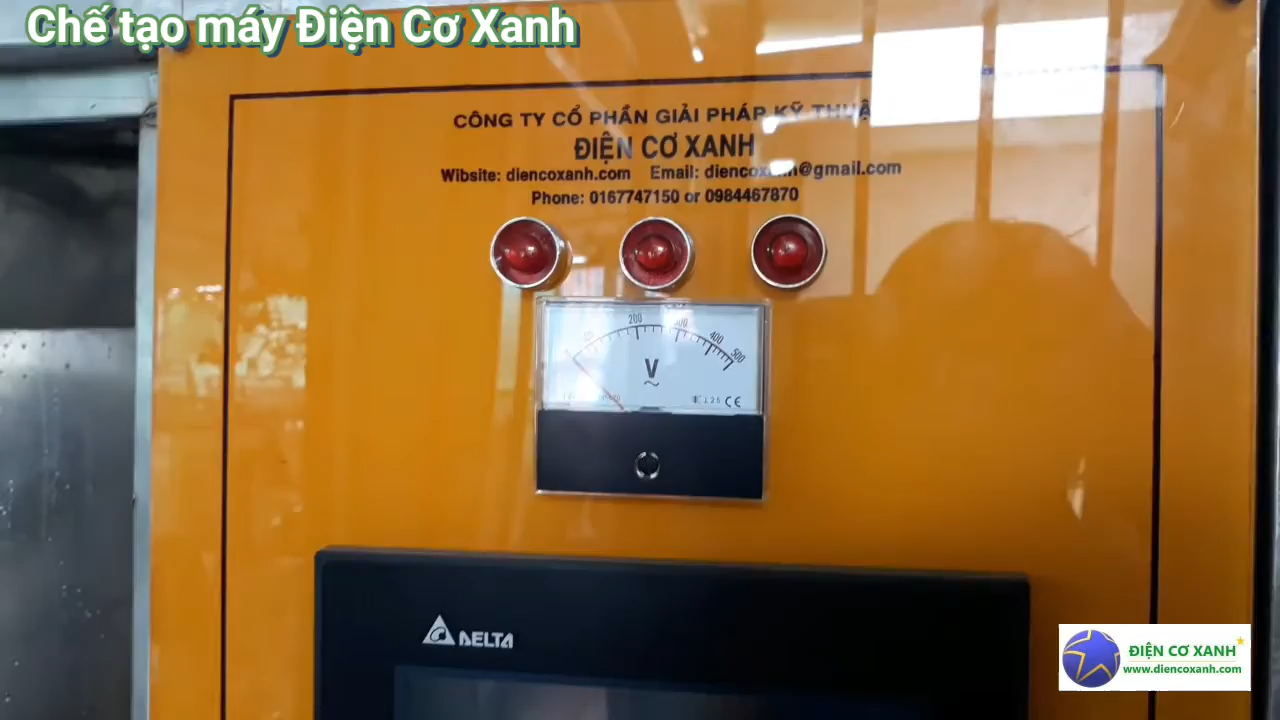 Chế tạo máy Điện Cơ Xanh
CÔNG TY CỔ PHẦN GIẢI PHÁP KỸ
ĐIỆN CƠ XANH
Wibsite: diencoxanh.com Email: diencoxanh@gmail.com
Phone: 0167747150 or 0984467870
200 400 500
V
2.5 CE
DELTA
ĐIỆN CƠ XANH
www.diencoxanh.com